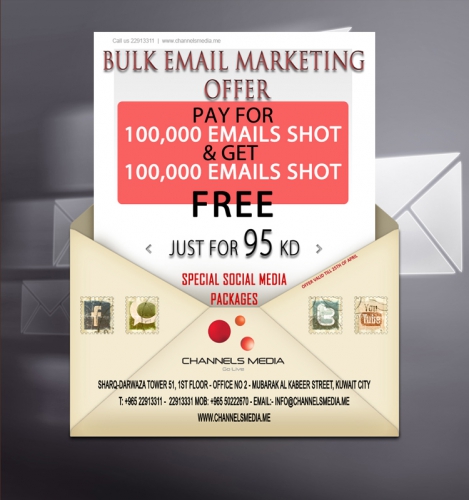 Call us 22913311 | www.channelsmedia.me
BULK EMAIL MARKETING
OFFER
PAY FOR
100,000 EMAILS SHOT
& GET
100,000 EMAILS SHOT
FREE
JUST FOR 95 KD
OFFER VALID TILL 25TH OF APRIL
SPECIAL SOCIAL MEDIA
PACKAGES
You
Tube
CHANNELS MEDIA
Go Live
SHARQ-DARWAZA TOWER 51, 1ST FLOOR - OFFICE NO 2 - MUBARAK AL KABEER STREET, KUWAIT CITY
T: +965 22913311 - 22913331 MOB: +965 50222670 - EMAIL:- INFO@CHANNELSMEDIA.ME
WWW.CHANNELSMEDIA.ME